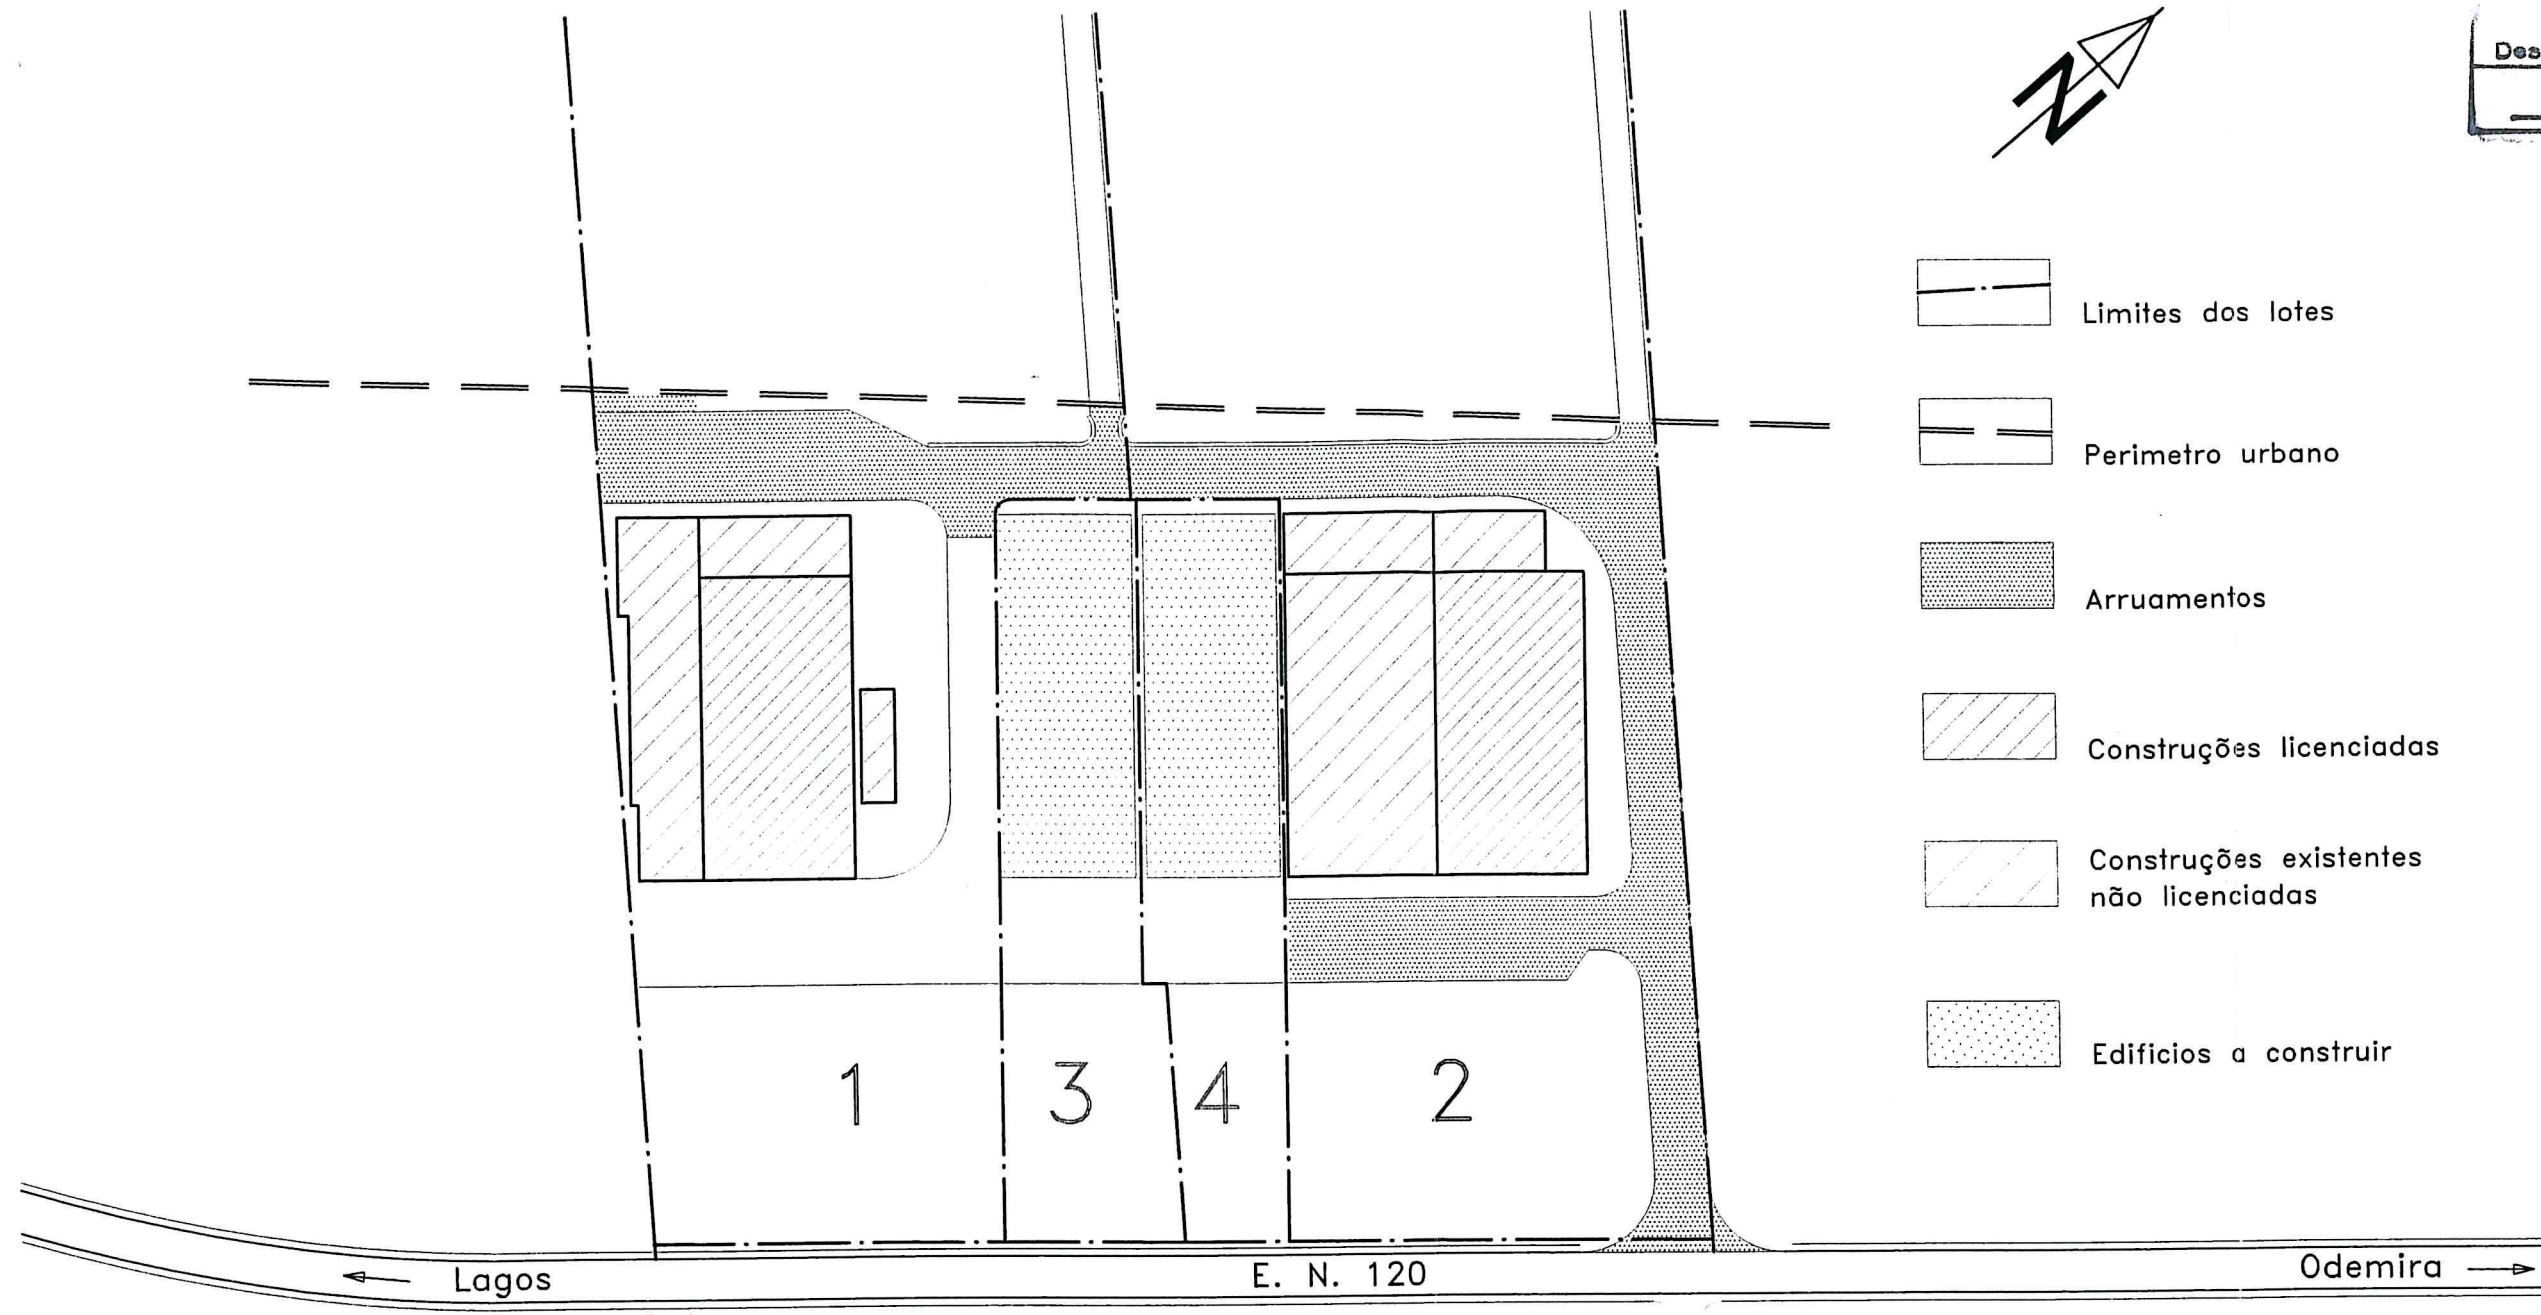 N
Limites dos lotes
Perimetro urbano
Arruamentos
Construções licenciadas
Construções existentes
não licenciadas
Edificios a construir
1
3
4
2
Lagos
E. N. 120
Odemira